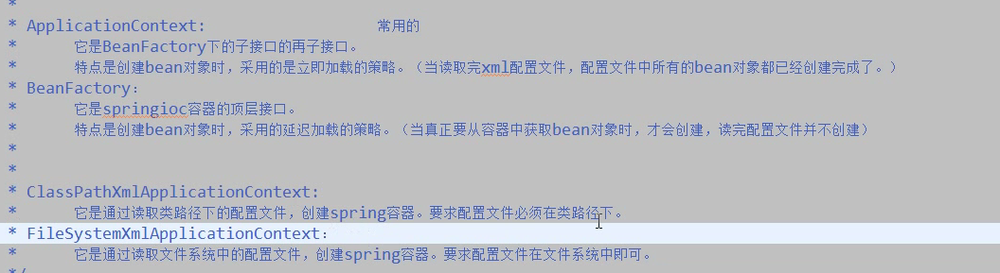 *
* ApplicationContext: 常用的
* 它是BeanFactory下的子接口的再子接口。
* 特点是创建bean对象时，采用的是立即加载的策略。（当读取完xml配置文件，配置文件中所有的bean对象都已经创建完成了。）
* BeanFactory：
* 它是springioc容器的顶层接口。
* 特点是创建bean对象时，采用的延迟加载的策略。（当真正要从容器中获取bean对象时，才会创建，读完配置文件并不创建）
*
*
* ClassPathXmlApplicationContext:
* 它是通过读取类路径下的配置文件，创建spring容器。要求配置文件必须在类路径下。
* FileSystemXmlApplicationContext：
* 它是通过读取文件系统中的配置文件，创建spring容器。要求配置文件在文件系统中即可。
*/